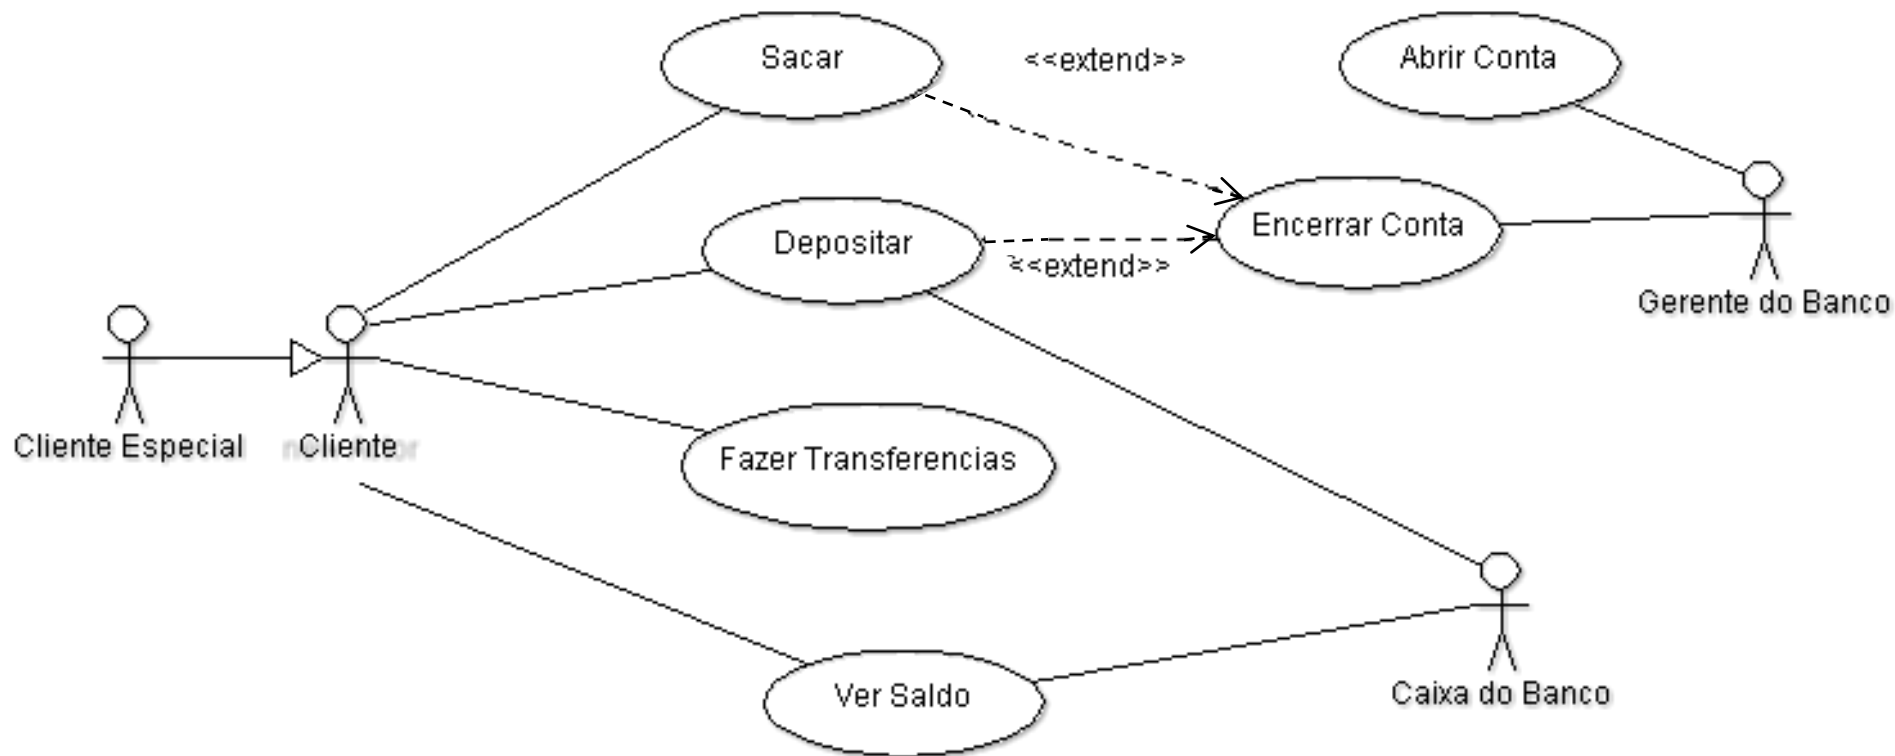 Sacar
<<extend>>
Abrir Conta
Depositar
Encerrar Conta
<<extend>>
Gerente do Banco
Cliente Especial
Cliente
Fazer Transferencias
Ver Saldo
Caixa do Banco